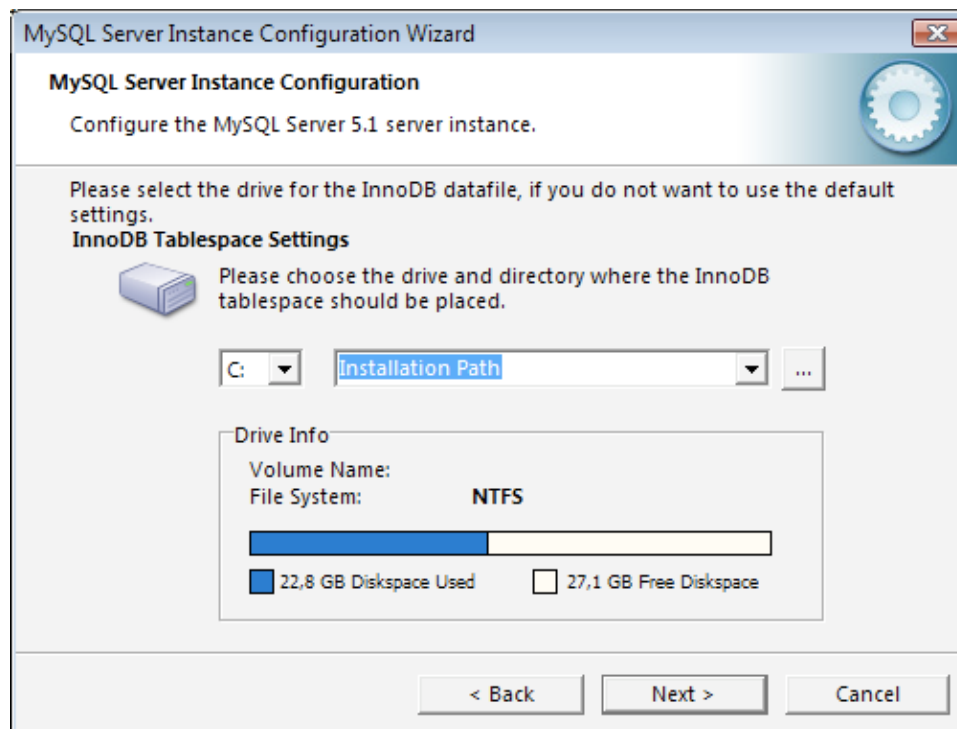 MySQL Server Instance Configuration Wizard
MySQL Server Instance Configuration
Configure the MySQL Server 5.1 server instance.
Please select the drive for the InnoDB datafile, if you do not want to use the default
settings.
InnoDB Tablespace Settings
Please choose the drive and directory where the InnoDB
tablespace should be placed.
C: Installation Path ...
Drive Info
Volume Name:
File System: NTFS
22,8 GB Diskspace Used 27,1 GB Free Diskspace
< Back Next > Cancel